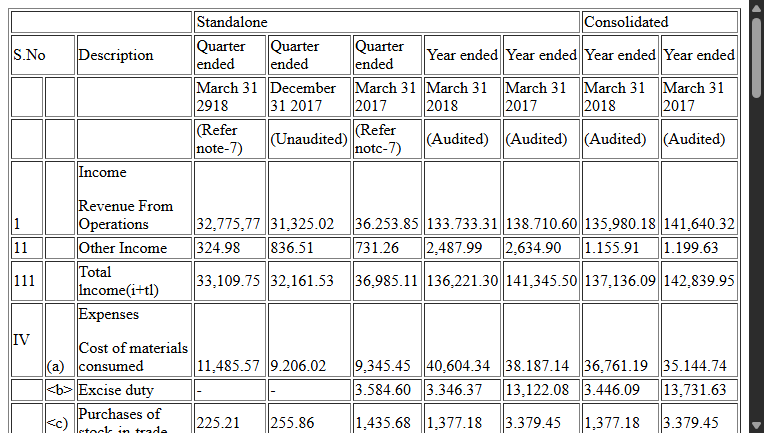 Standalone Consolidated
S.No Description Quarter ended Quarter ended Quarter ended Year ended Year ended Year ended Year ended
March 31 2918 December 31 2017 March 31 2017 March 31 2018 March 31 2017 March 31 2018 March 31 2017
(Refer note-7) (Unaudited) (Refer notc-7) (Audited) (Audited) (Audited) (Audited)
Income
1 Revenue From Operations 32,775,77 31,325.02 36.253.85 133.733.31 138.710.60 135,980.18 141,640.32
11 Other Income 324.98 836.51 731.26 2,487.99 2,634.90 1.155.91 1.199.63
111 Total lncome(i+tl) 33,109.75 32,161.53 36,985.11 136,221.30 141,345.50 137,136.09 142,839.95
IV Expenses
(a) Cost of materials consumed 11,485.57 9.206.02 9,345.45 40,604.34 38.187.14 36,761.19 35.144.74
<b> Excise duty - - 3.584.60 3.346.37 13,122.08 3.446.09 13,731.63
<c) Purchases of stock-in-trade 225.21 255.86 1,435.68 1,377.18 3.379.45 1,377.18 3.379.45